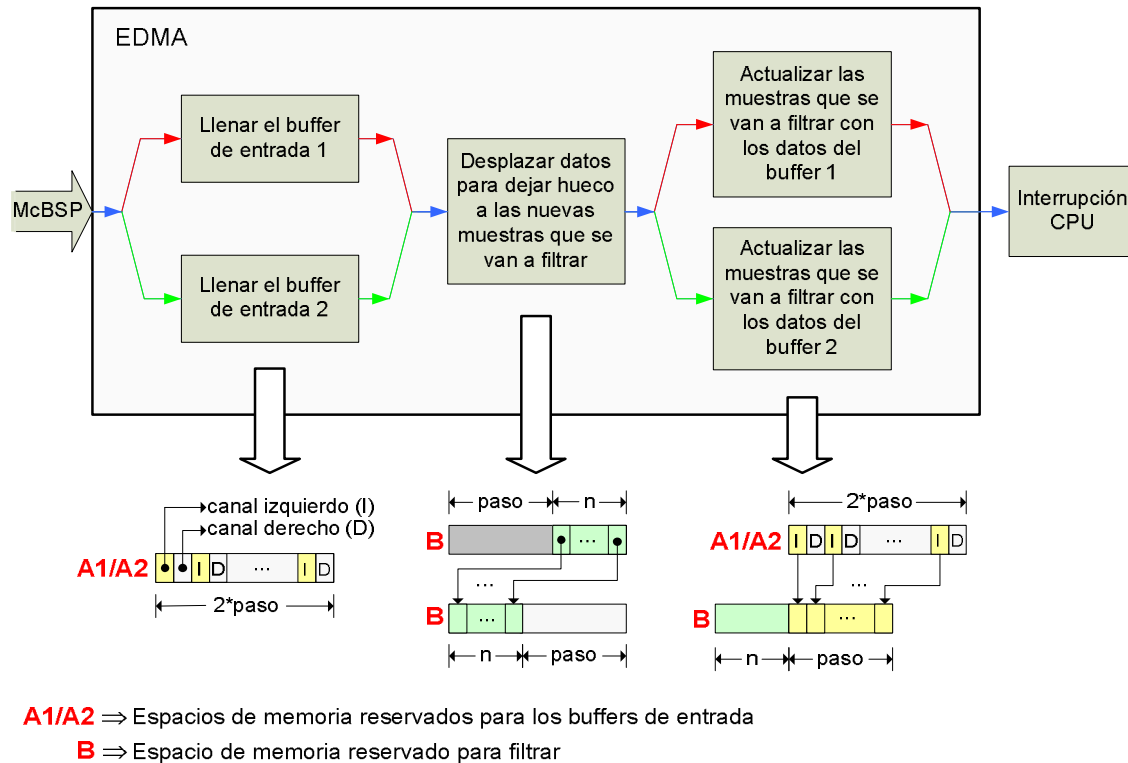 EDMA
McBSP
Llenar el buffer
de entrada 1
Llenar el buffer
de entrada 2
Desplazar datos
para dejar hueco
a las nuevas
muestras que se
van a filtrar
Actualizar las
muestras que se
van a filtrar con
los datos del
buffer 1
Actualizar las
muestras que se
van a filtrar con
los datos del
buffer 2
Interrupción
CPU
canal izquierdo (I)
canal derecho (D)
A1/A2 I D ... I D
2*paso
paso n
B ...
...
B ...
n paso
2*paso
A1/A2 I D I D ... I D
...
B ...
n paso
A1/A2 ⇒ Espacios de memoria reservados para los buffers de entrada
B ⇒ Espacio de memoria reservado para filtrar